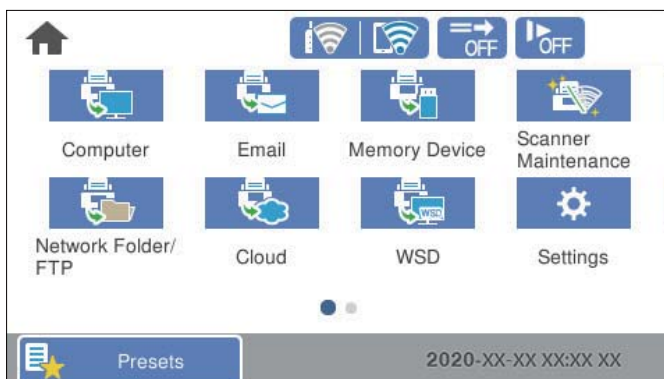 OFF
OFF
Computer
Email
Memory Device
Scanner
Maintenance
WSD
Network Folder/
FTP
Cloud
WSD
Settings
Presets
2020-XX-XX XX:XX XX